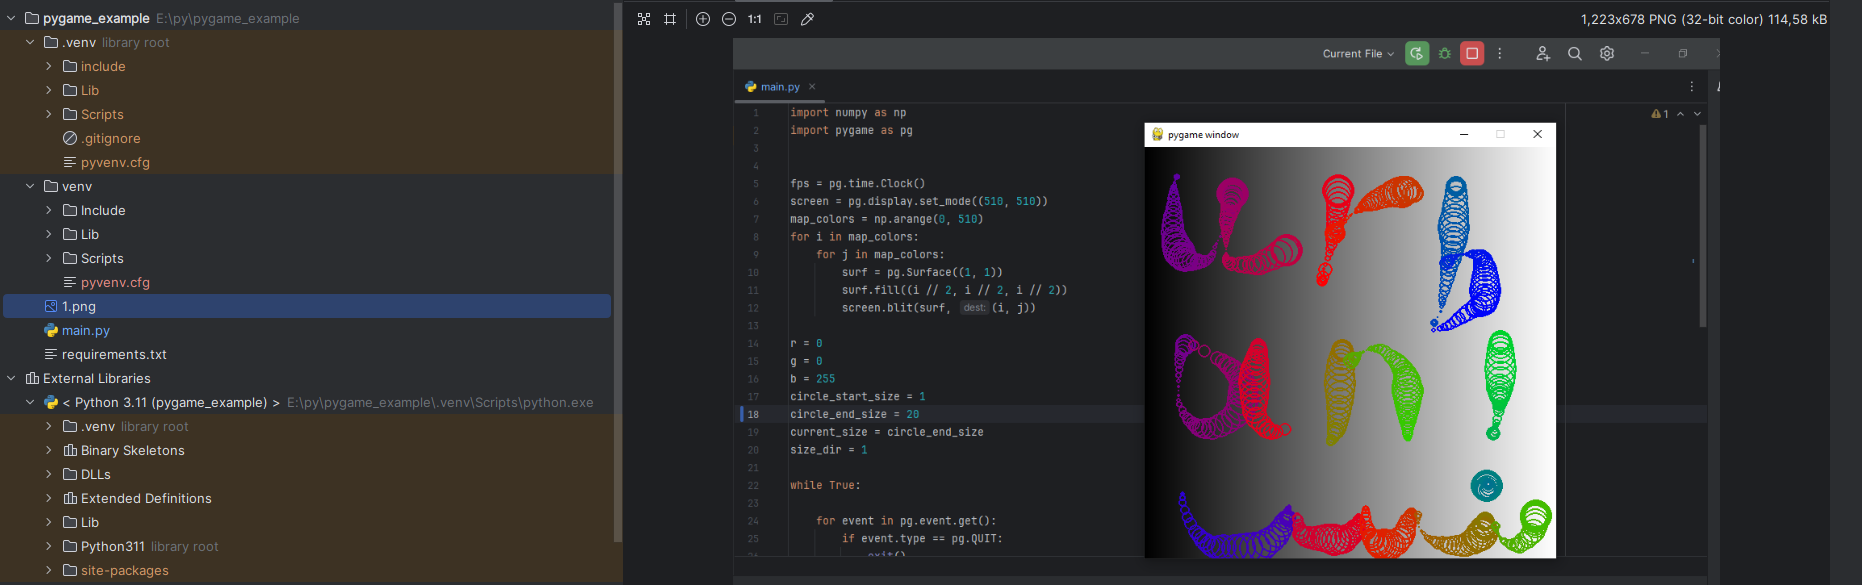 pygame_example E:\py\pygame_example
.venv library root
include
Lib
Scripts
.gitignore
pyvenv.cfg
venv
Include
Lib
Scripts
pyvenv.cfg
1.png
main.py
requirements.txt
External Libraries
< Python 3.11 (pygame_example) > E:\py\pygame_example\.venv\Scripts\python.exe
.venv library root
Binary Skeletons
DLLs
Extended Definitions
Lib
Python311 library root
site-packages
1:1
1,223x678 PNG (32-bit color) 114,58 kB
Current File
main.py
1 import numpy as np
2 import pygame as pg
3
4
5 fps = pg.time.Clock()
6 screen = pg.display.set_mode((510, 510))
7 map_colors = np.arange(0, 510)
8 for i in map_colors:
9 for j in map_colors:
10 surf = pg.Surface((1, 1))
11 surf.fill((i // 2, i // 2, i // 2))
12 screen.blit(surf, dest: (i, j))
13
14 r = 0
15 g = 0
16 b = 255
17 circle_start_size = 1
18 circle_end_size = 20
19 current_size = circle_end_size
20 size_dir = 1
21
22 while True:
23
24 for event in pg.event.get():
25 if event.type == pg.QUIT:
26 exit()
1
pygame window